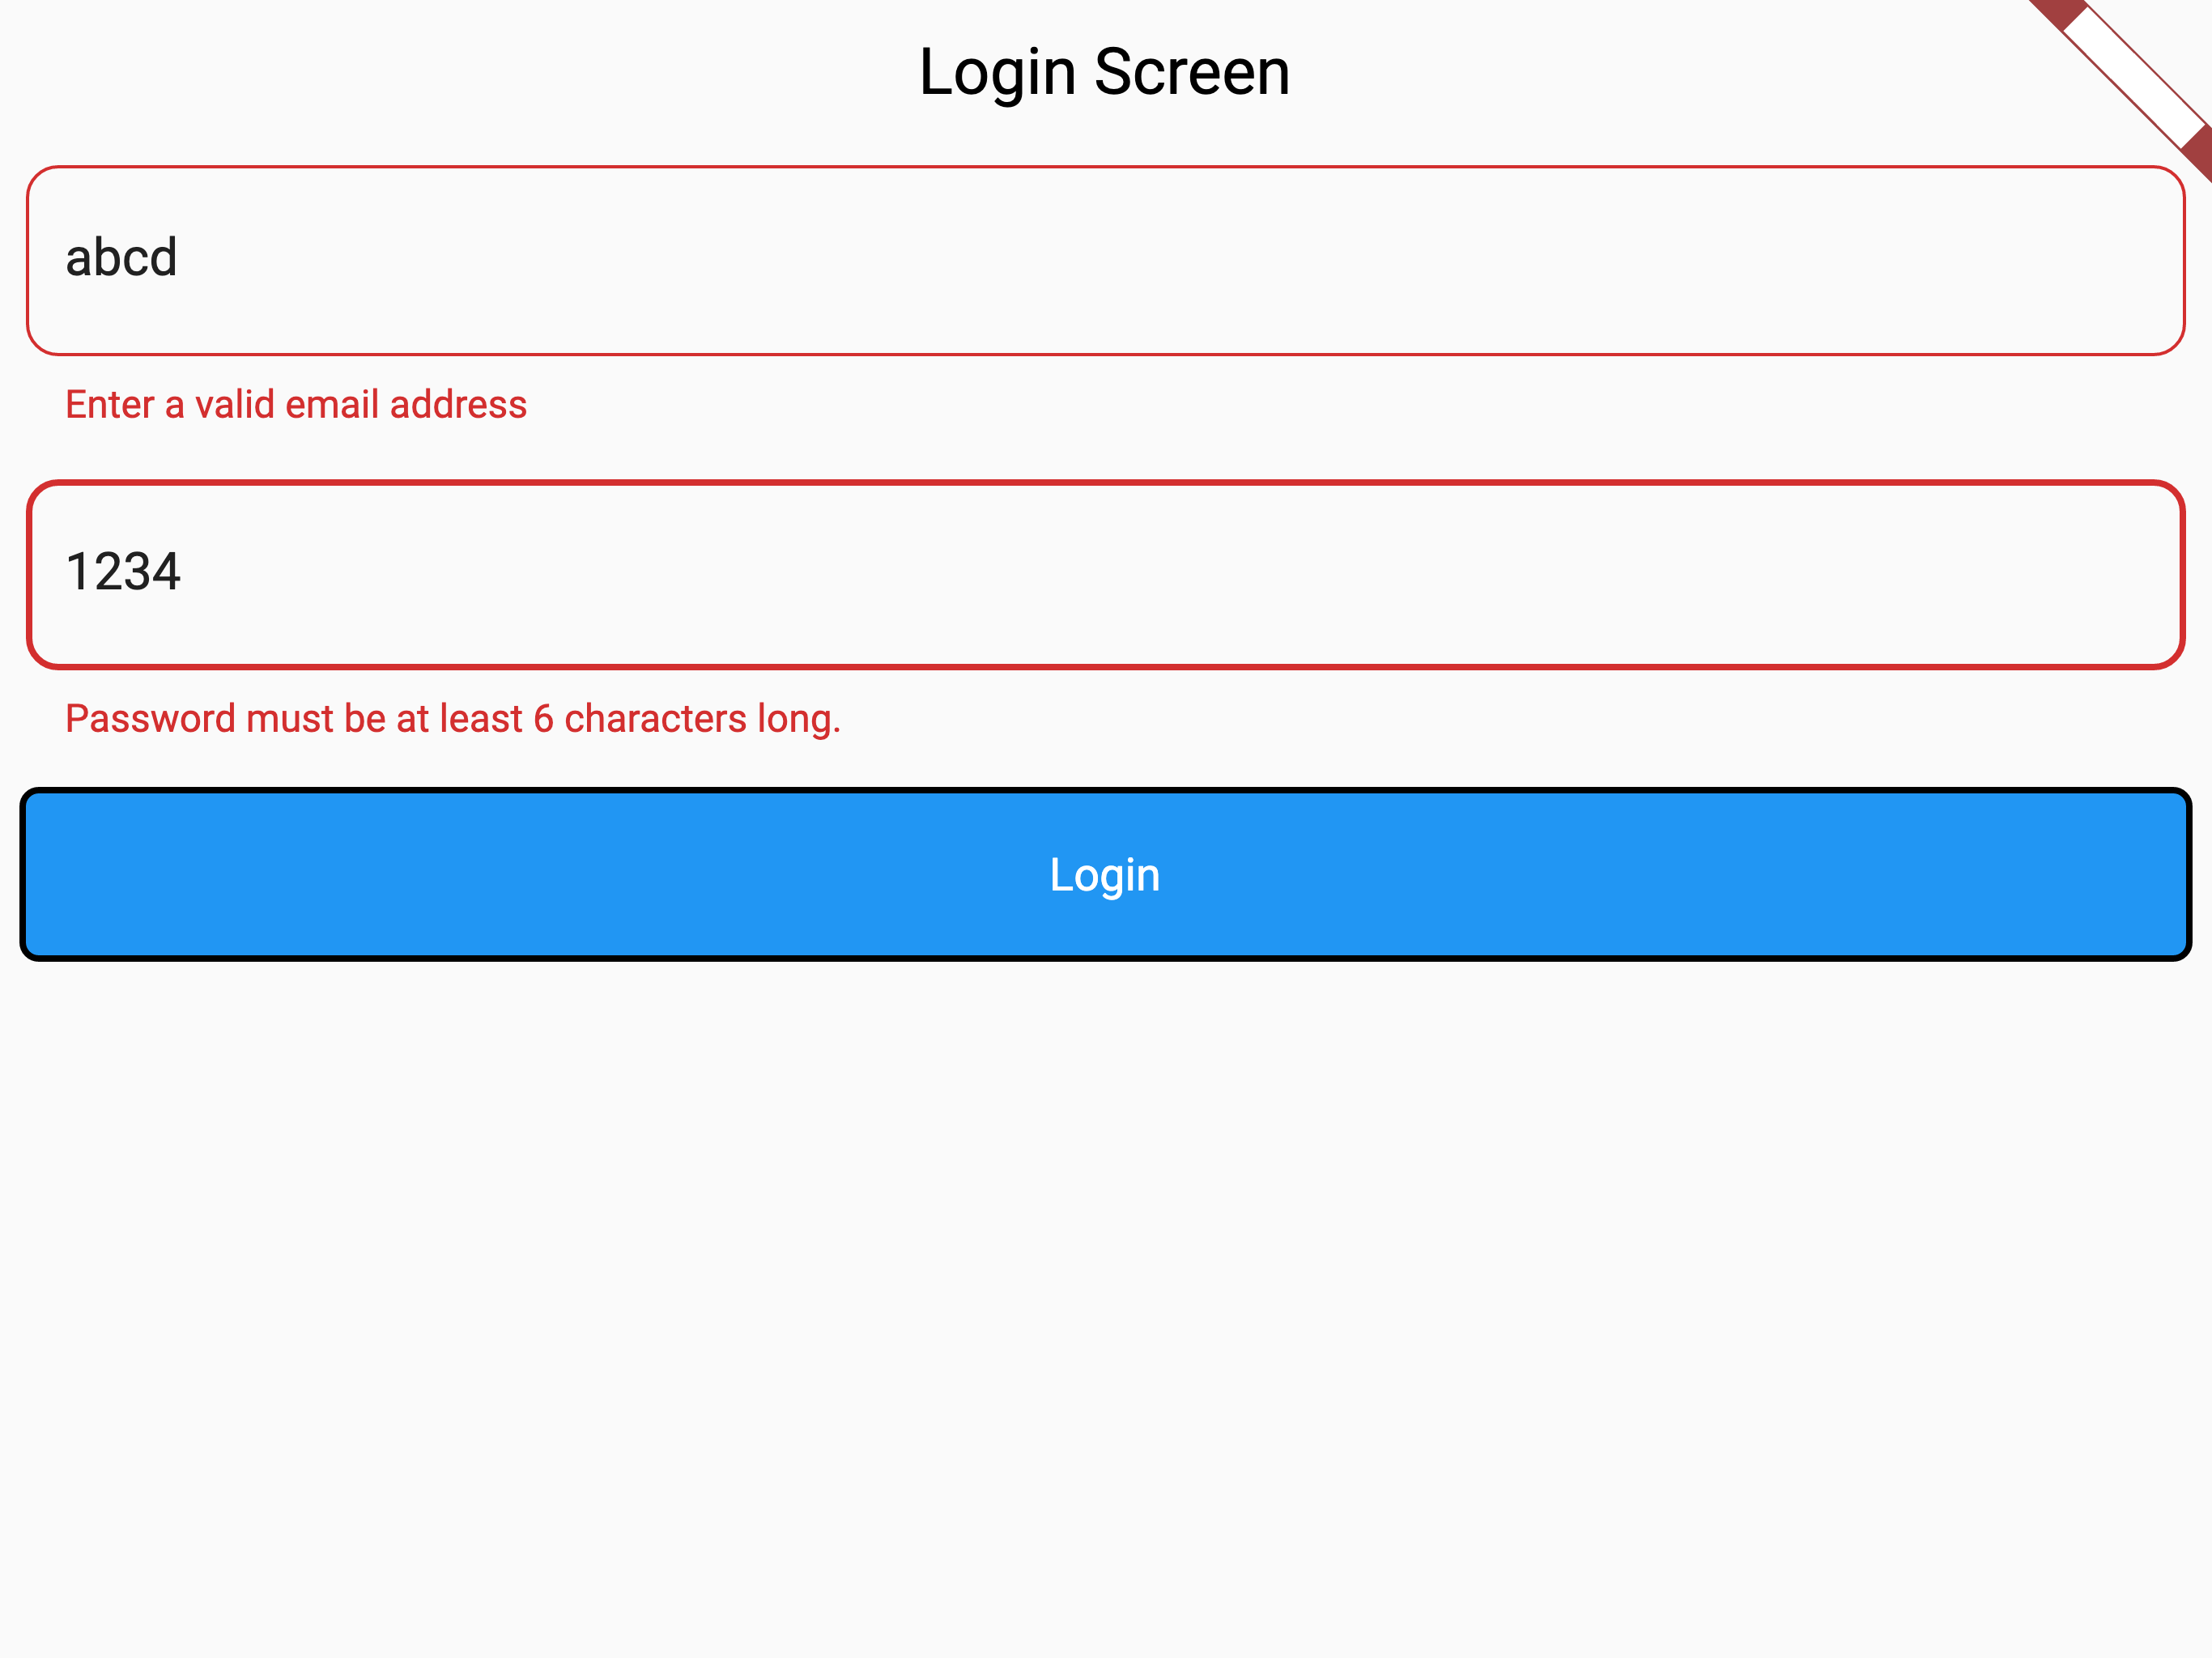 Login Screen
abcd
Enter a valid email address
1234
Password must be at least 6 characters long.
Login